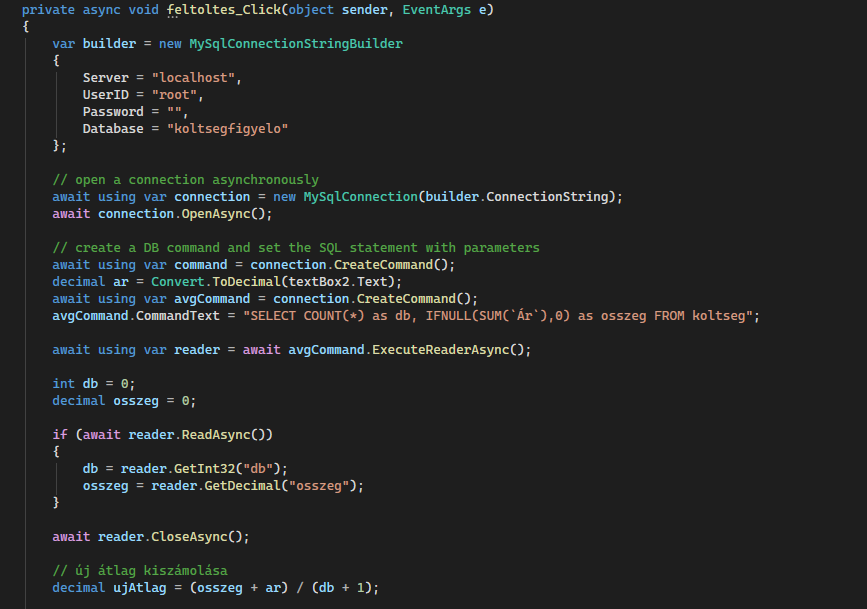 private async void feltoltes_Click(object sender, EventArgs e)
{
var builder = new MySqlConnectionStringBuilder
{
Server = "localhost",
UserID = "root",
Password = "",
Database = "koltsegfigyelo"
};
// open a connection asynchronously
await using var connection = new MySqlConnection(builder.ConnectionString);
await connection.OpenAsync();
// create a DB command and set the SQL statement with parameters
await using var command = connection.CreateCommand();
decimal ar = Convert.ToDecimal(textBox2.Text);
await using var avgCommand = connection.CreateCommand();
avgCommand.CommandText = "SELECT COUNT(*) as db, IFNULL(SUM(`Ár`),0) as osszeg FROM koltseg";
await using var reader = await avgCommand.ExecuteReaderAsync();
int db = 0;
decimal osszeg = 0;
if (await reader.ReadAsync())
{
db = reader.GetInt32("db");
osszeg = reader.GetDecimal("osszeg");
}
await reader.CloseAsync();
// új átlag kiszámolása
decimal ujAtlag = (osszeg + ar) / (db + 1);